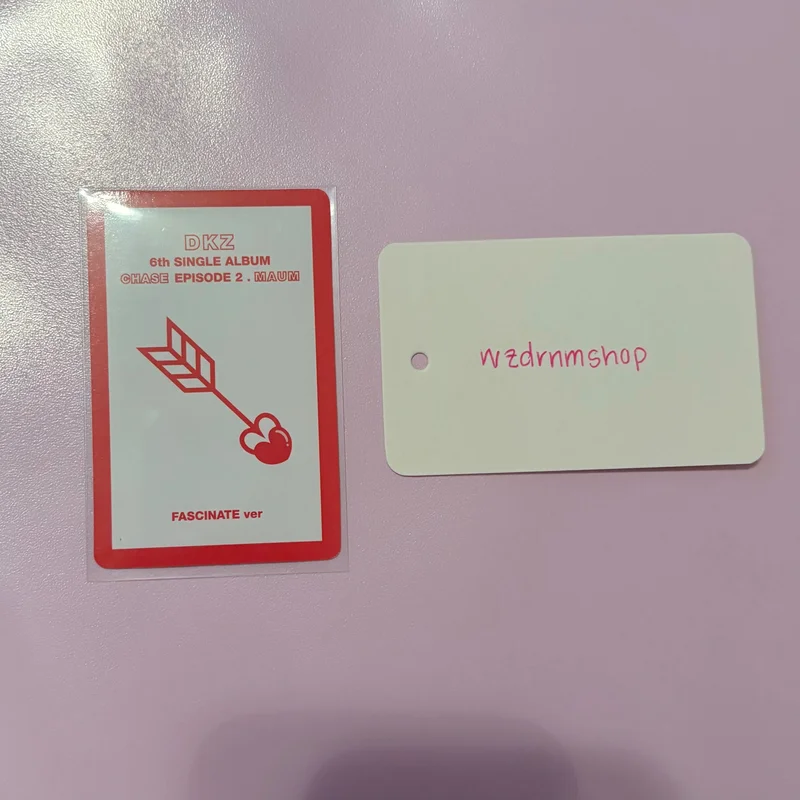 DKZ
6th SINGLE ALBUM
CHASE EPISODE 2 . MAUM
FASCINATE ver
wzdrnmshop